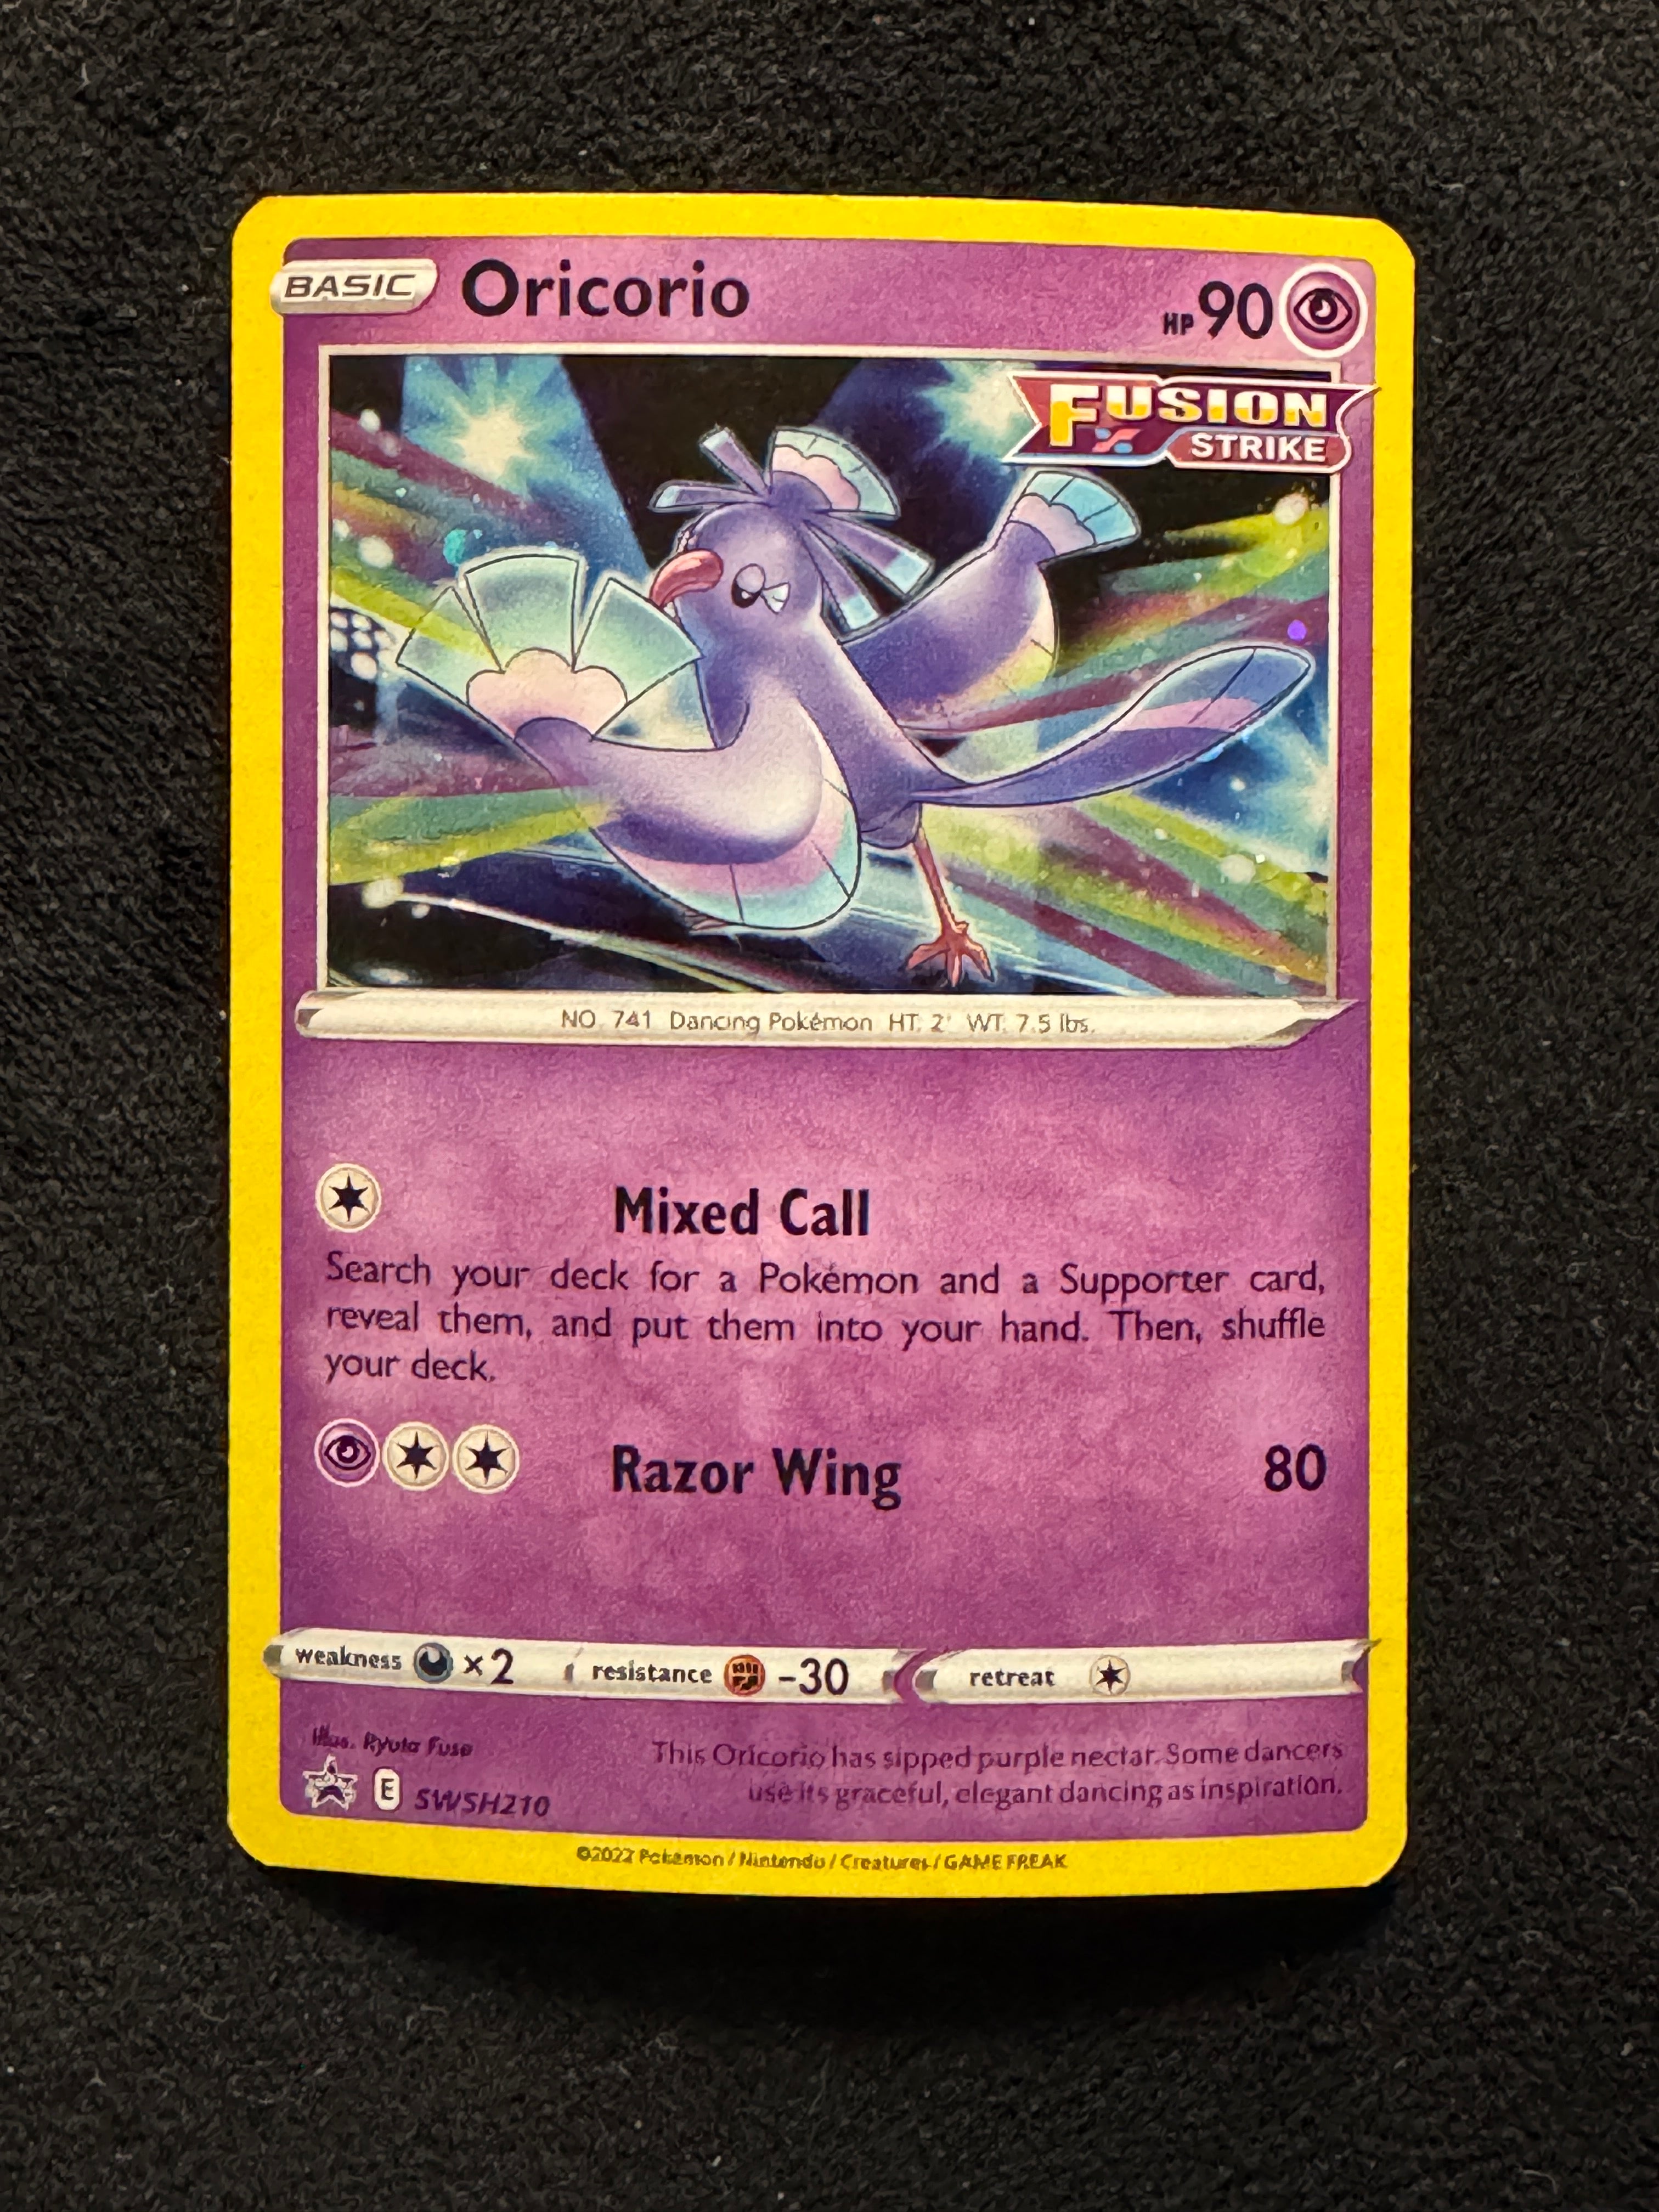 BASIC Oricorio HP 90
FUSION
STRIKE
NO. 741 Dancing Pokémon HT: 2' WT: 7.5 lbs.
Mixed Call
Search your deck for a Pokémon and a Supporter card,
reveal them, and put them into your hand. Then, shuffle
your deck.
Razor Wing 80
weakness ×2 resistance -30 retreat
Illus. Ryuta Fuse
This Oricorio has sipped purple nectar. Some dancers
use its graceful, elegant dancing as inspiration.
E SWSH210
©2022 Pokémon / Nintendo / Creatures / GAME FREAK